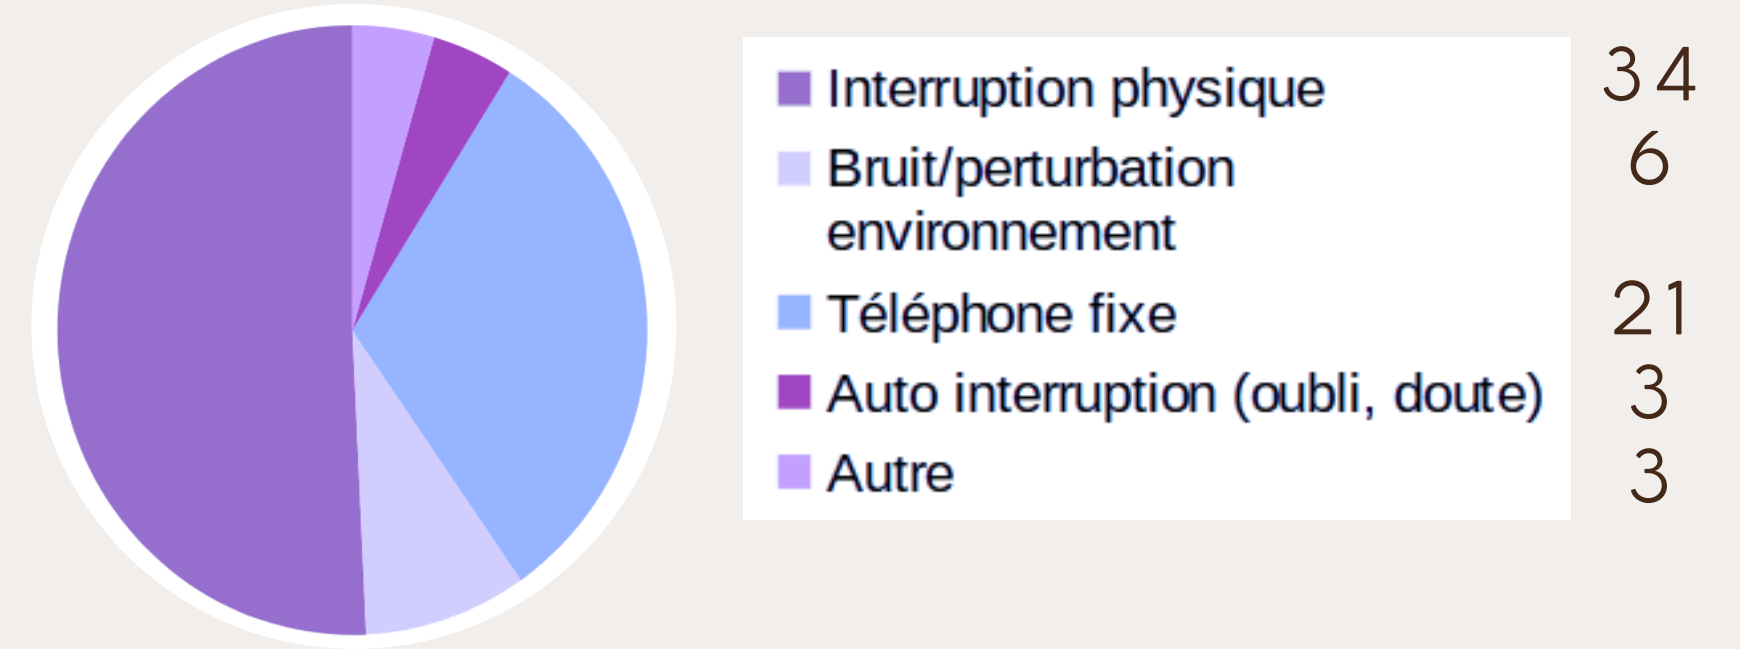 Interruption physique 34
Bruit/perturbation 6
environnement
Téléphone fixe 21
Auto interruption (oubli, doute) 3
Autre 3